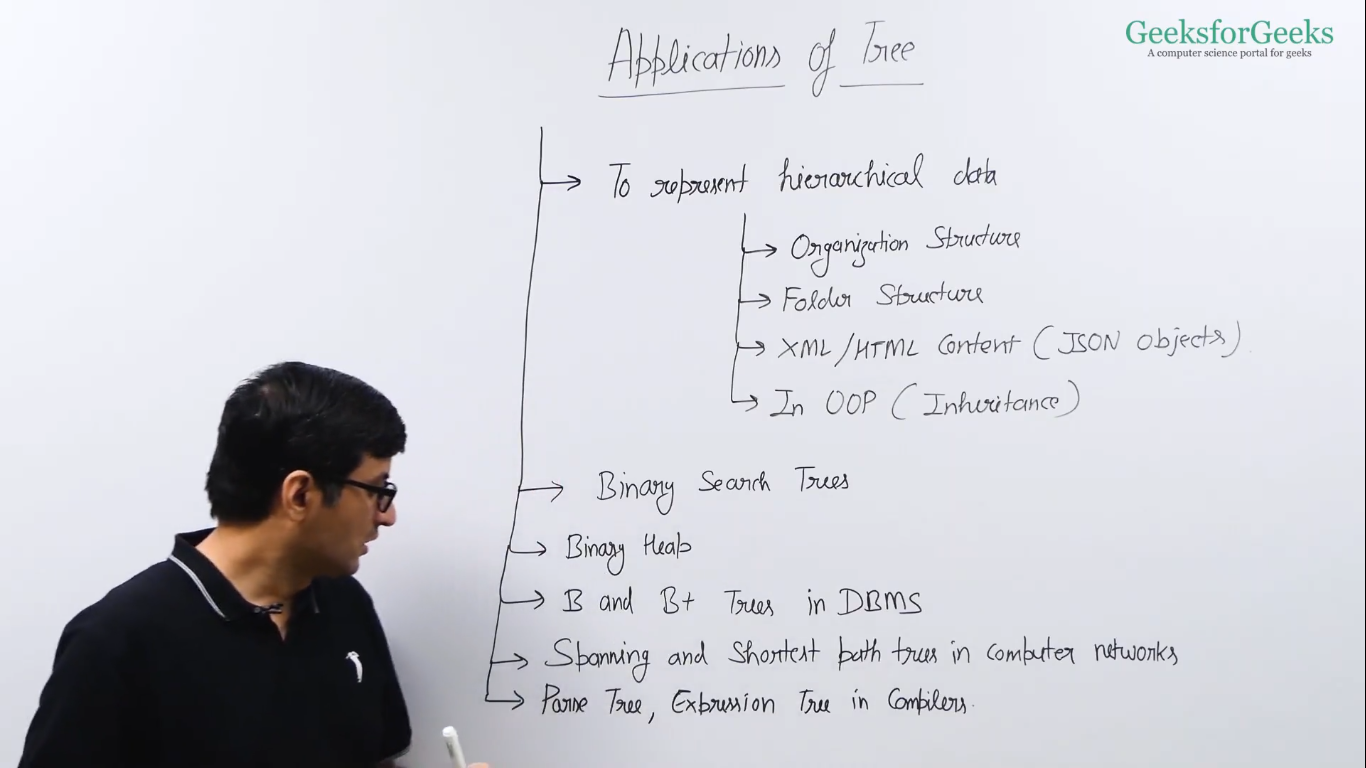 GeeksforGeeks
A computer science portal for geeks
Applications of Tree
To represent hierarchical data
Organization Structure
Folder Structure
XML/HTML Content (JSON Objects)
In OOP (Inheritance)
Binary Search Trees
Binary Heap
B and B+ Trees in DBMS
Spanning and Shortest path trees in computer networks
Parse Tree, Expression Tree in Compilers.